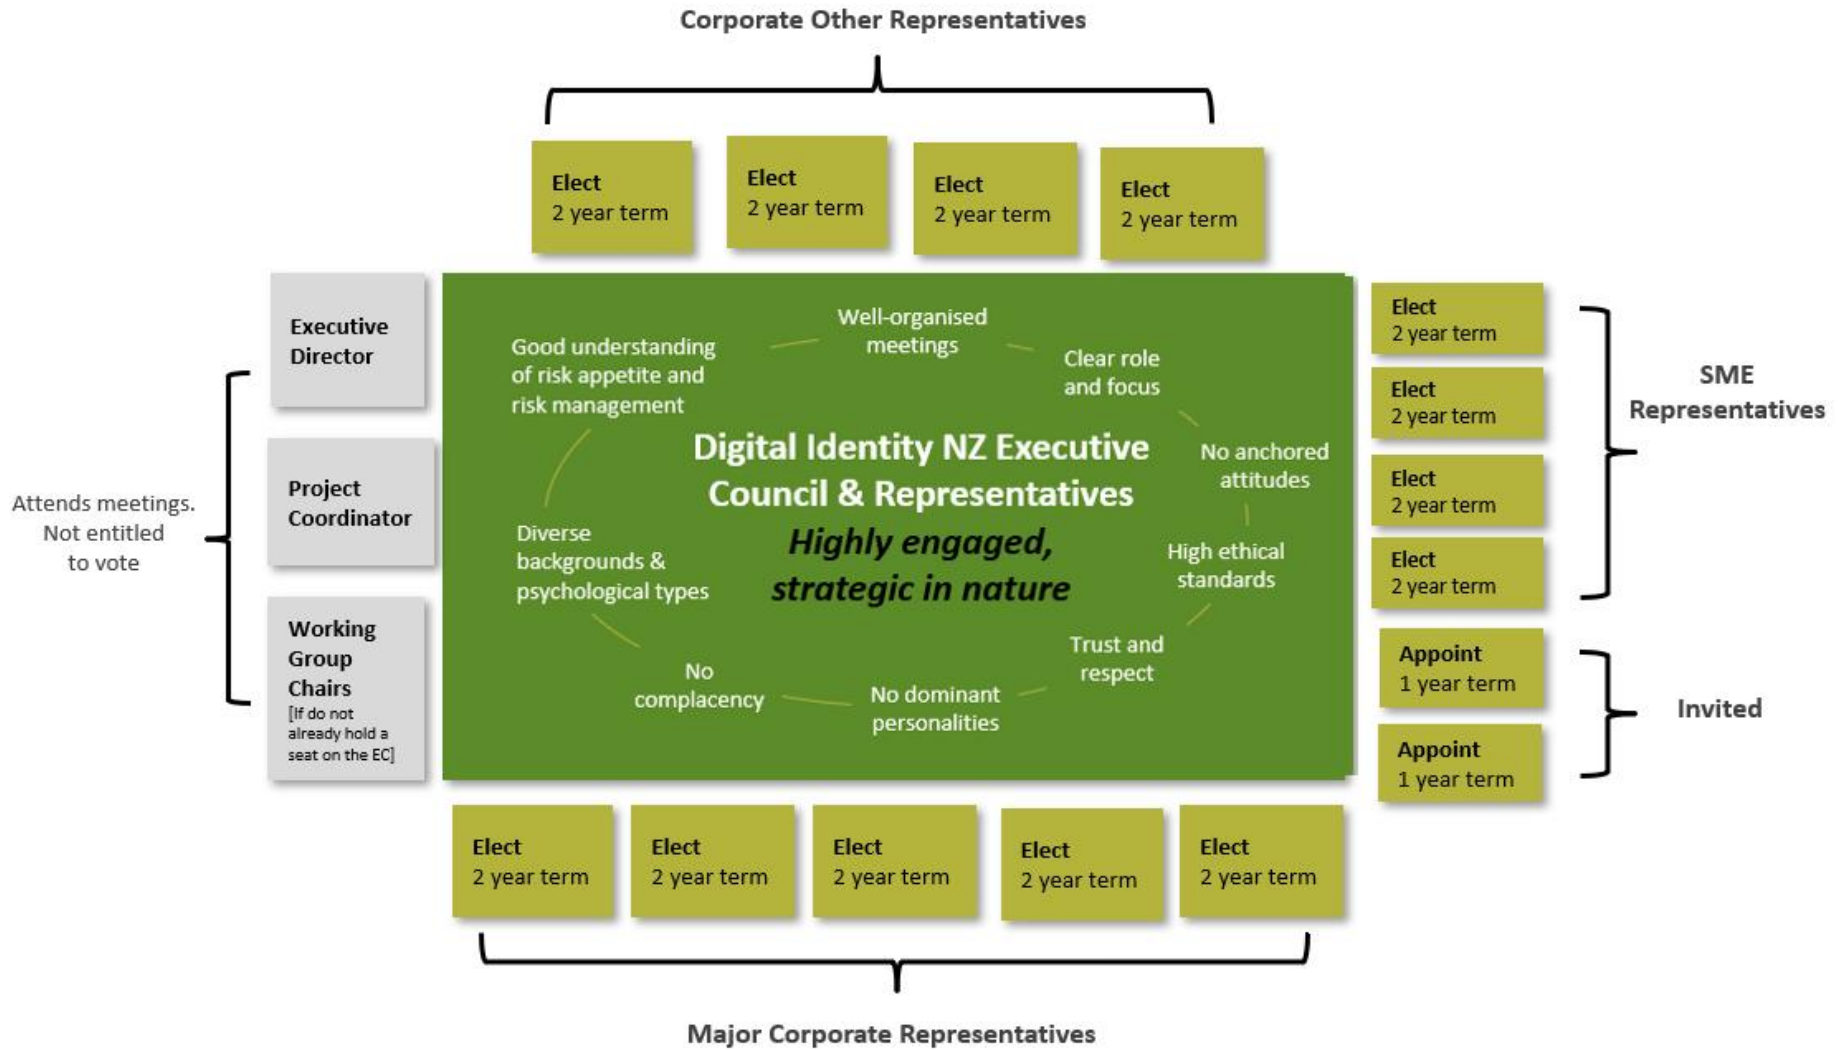 Corporate Other Representatives
Elect
2 year term
Elect
2 year term
Elect
2 year term
Elect
2 year term
Attends meetings.
Not entitled
to vote
Executive
Director
Project
Coordinator
Working
Group
Chairs
[If do not
already hold a
seat on the EC]
Well-organised
meetings
Clear role
and focus
No anchored
attitudes
High ethical
standards
Trust and
respect
No dominant
personalities
No
complacency
Diverse
backgrounds &
psychological types
Good understanding
of risk appetite and
risk management
Digital Identity NZ Executive
Council & Representatives
Highly engaged,
strategic in nature
Elect
2 year term
Elect
2 year term
Elect
2 year term
Elect
2 year term
SME
Representatives
Appoint
1 year term
Appoint
1 year term
Invited
Elect
2 year term
Elect
2 year term
Elect
2 year term
Elect
2 year term
Elect
2 year term
Major Corporate Representatives